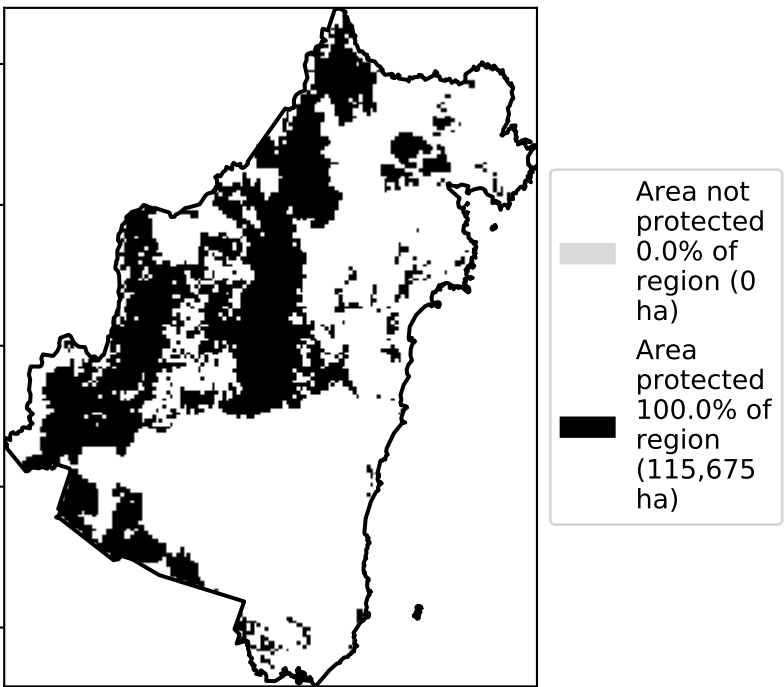 Area not
protected
0.0% of
region (0
ha)
Area
protected
100.0% of
region
(115,675
ha)